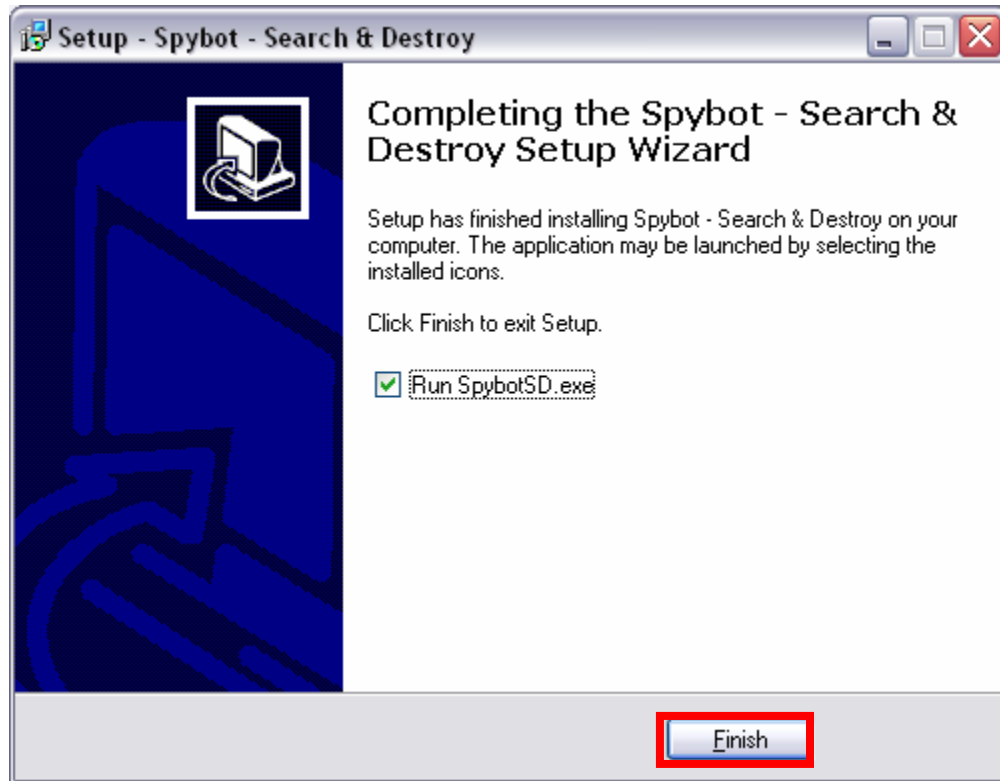 Setup - Spybot - Search & Destroy
Completing the Spybot - Search &
Destroy Setup Wizard
Setup has finished installing Spybot - Search & Destroy on your
computer. The application may be launched by selecting the
installed icons.
Click Finish to exit Setup.
Run SpybotSD.exe
Finish